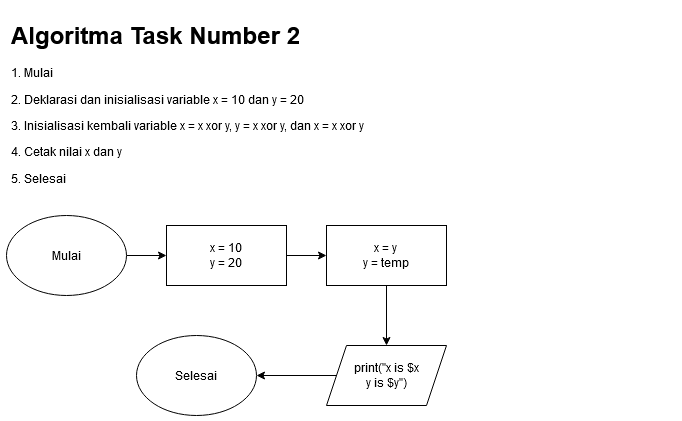 Algoritma Task Number 2
1. Mulai
2. Deklarasi dan inisialisasi variable x = 10 dan y = 20
3. Inisialisasi kembali variable x = x xor y, y = x xor y, dan x = x xor y
4. Cetak nilai x dan y
5. Selesai
Mulai
x = 10
y = 20
x = y
y = temp
print("x is $x
y is $y")
Selesai